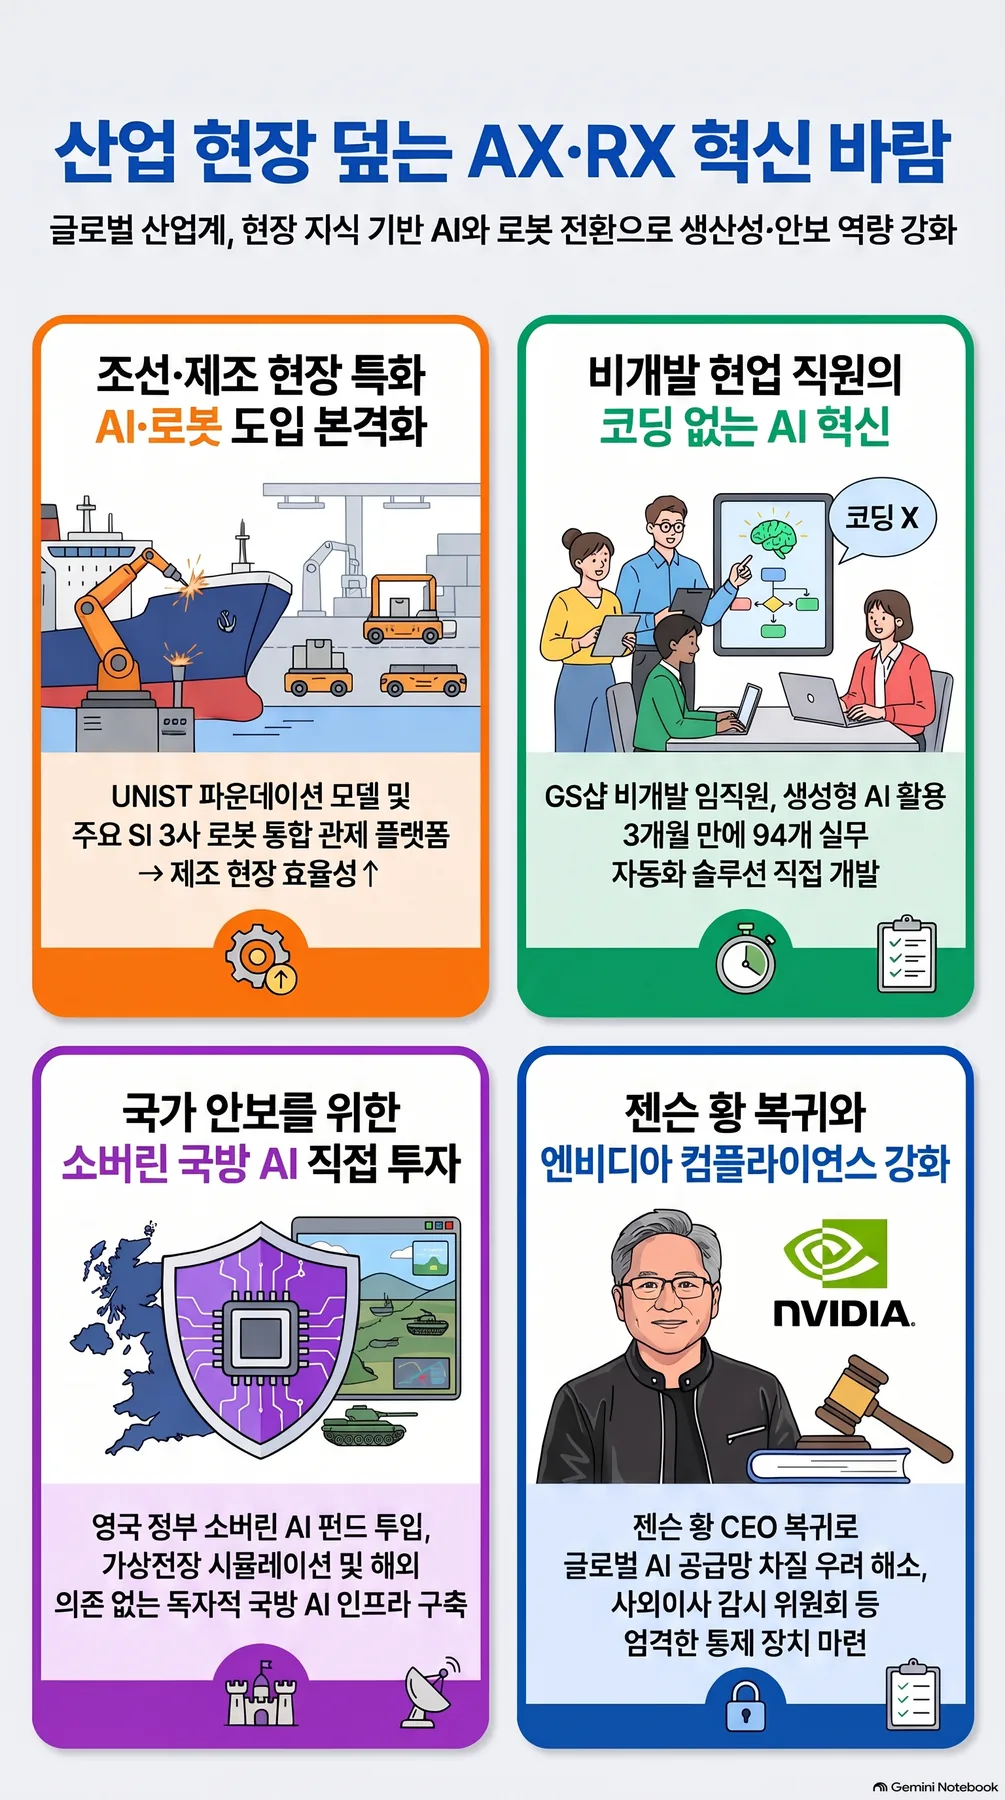 산업 현장 덮는 AX·RX 혁신 바람
글로벌 산업계, 현장 지식 기반 AI와 로봇 전환으로 생산성·안보 역량 강화
조선·제조 현장 특화
AI·로봇 도입 본격화
UNIST 파운데이션 모델 및
주요 SI 3사 로봇 통합 관제 플랫폼
→ 제조 현장 효율성↑
비개발 현업 직원의
코딩 없는 AI 혁신
코딩 X
GS샵 비개발 임직원, 생성형 AI 활용
3개월 만에 94개 실무
자동화 솔루션 직접 개발
국가 안보를 위한
소버린 국방 AI 직접 투자
영국 정부 소버린 AI 펀드 투입,
가상전장 시뮬레이션 및 해외
의존 없는 독자적 국방 AI 인프라 구축
젠슨 황 복귀와
엔비디아 컴플라이언스 강화
NVIDIA.
젠슨 황 CEO 복귀로
글로벌 AI 공급망 차질 우려 해소,
사외이사 감시 위원회 등
엄격한 통제 장치 마련
Gemini Notebook